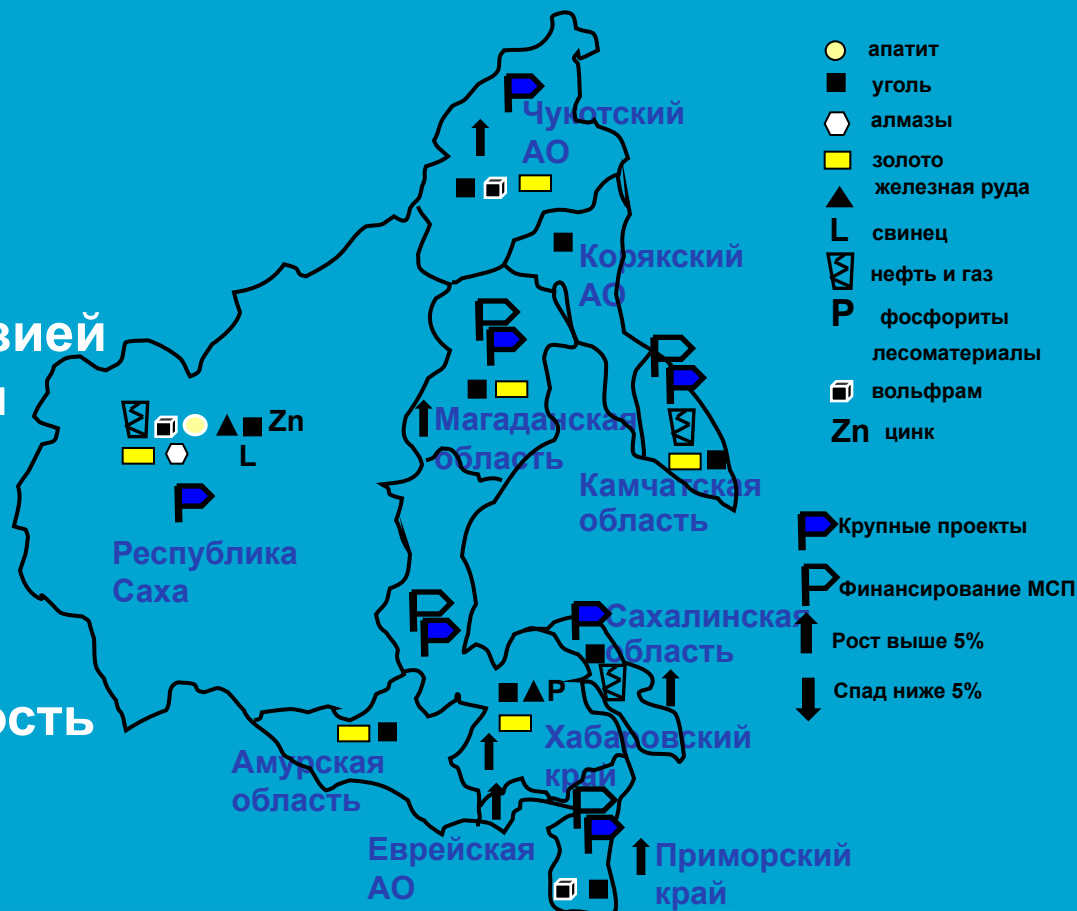 апатит
уголь
алмазы
золото
железная руда
L свинец
нефть и газ
P фосфориты
лесоматериалы
вольфрам
Zn цинк
Крупные проекты
Финансирование МСП
Рост выше 5%
Спад ниже 5%
Чукотский
АО
Корякский
АО
зией
Магаданская
область
Zn
L
Камчатская
область
Республика
Саха
Сахалинская
область
P
ость
Хабаровский
край
Амурская
область
Еврейская
АО
Приморский
край